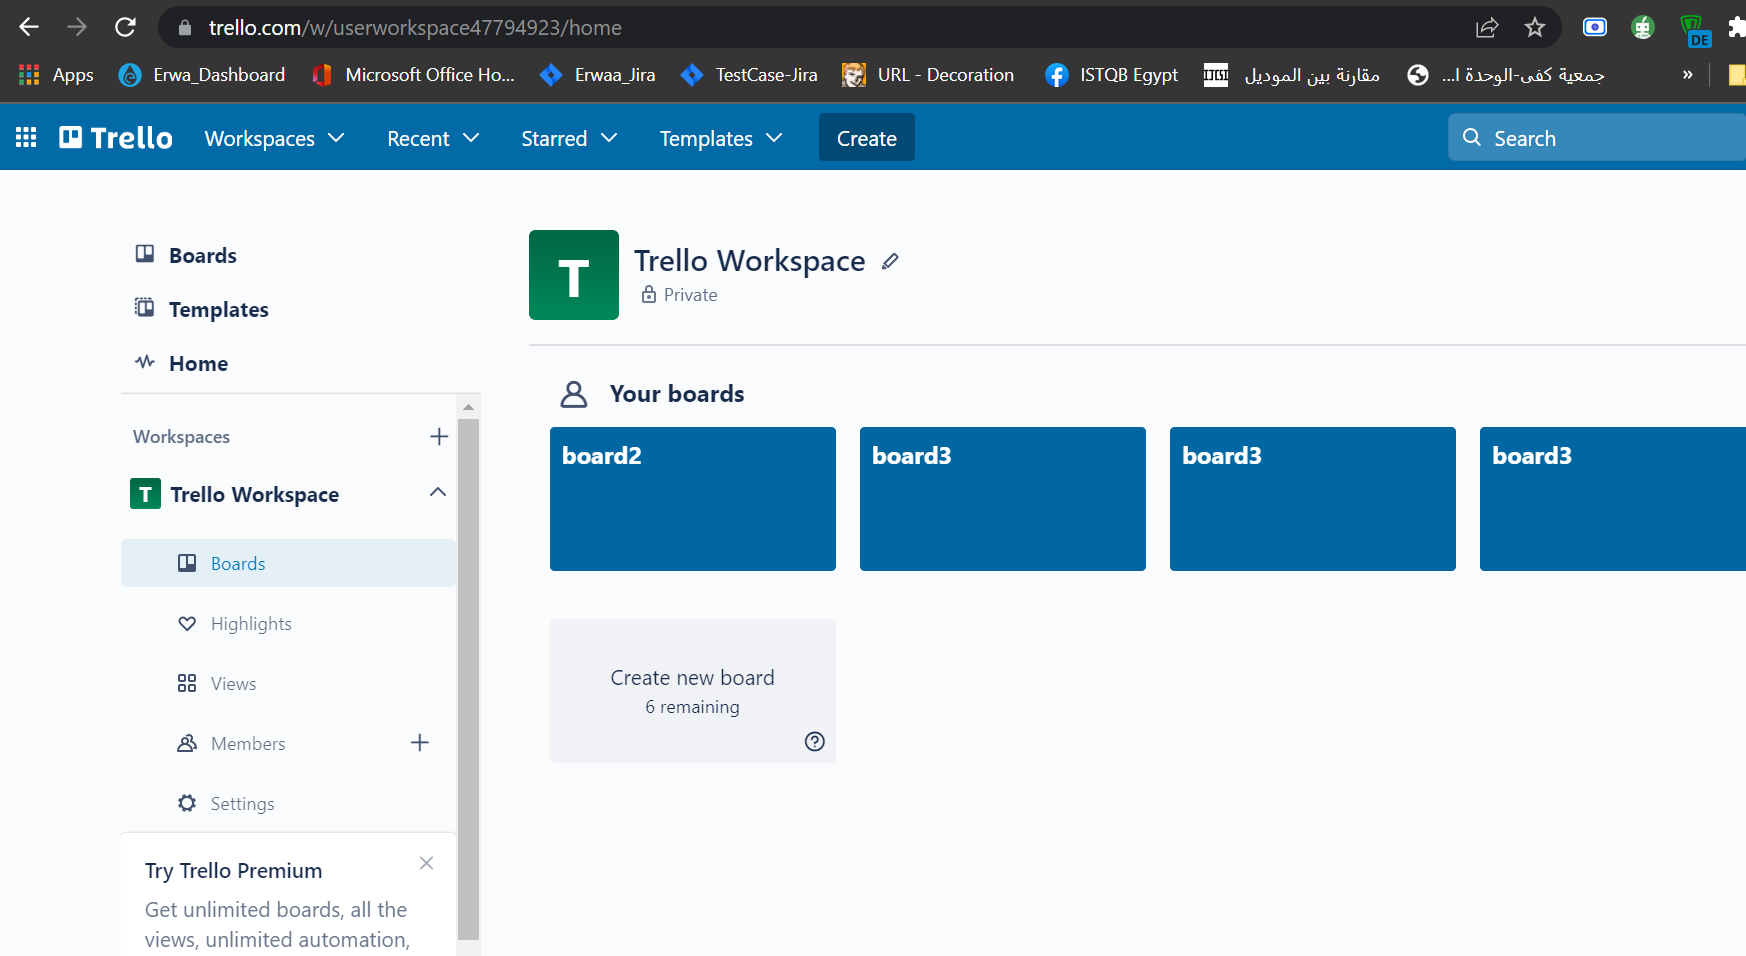 trello.com/w/userworkspace47794923/home
DE
Apps
Erwa_Dashboard
Microsoft Office Ho...
Erwaa_Jira
TestCase-Jira
URL - Decoration
ISTQB Egypt
مقارنة بين الموديل
جمعية كفى-الوحدة ا...
»
Trello
Workspaces
Recent
Starred
Templates
Create
Search
Boards
Templates
Home
Workspaces
T Trello Workspace
Boards
Highlights
Views
Members
Settings
Try Trello Premium
Get unlimited boards, all the
views, unlimited automation,
T
Trello Workspace
Private
Your boards
board2
board3
board3
board3
Create new board
6 remaining